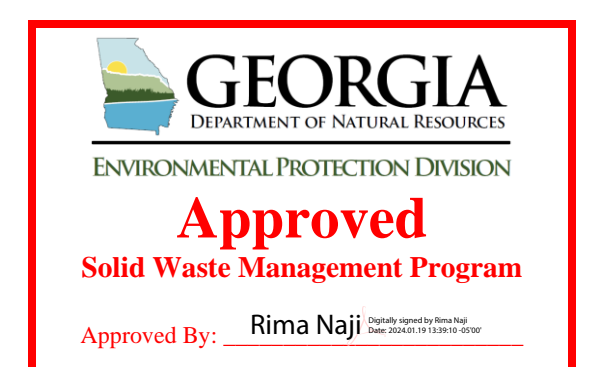 GEORGIA
DEPARTMENT OF NATURAL RESOURCES
ENVIRONMENTAL PROTECTION DIVISION
Approved
Solid Waste Management Program
Approved By: Rima Naji
Digitally signed by Rima Naji
Date: 2024.01.19 13:39:10 -05'00'